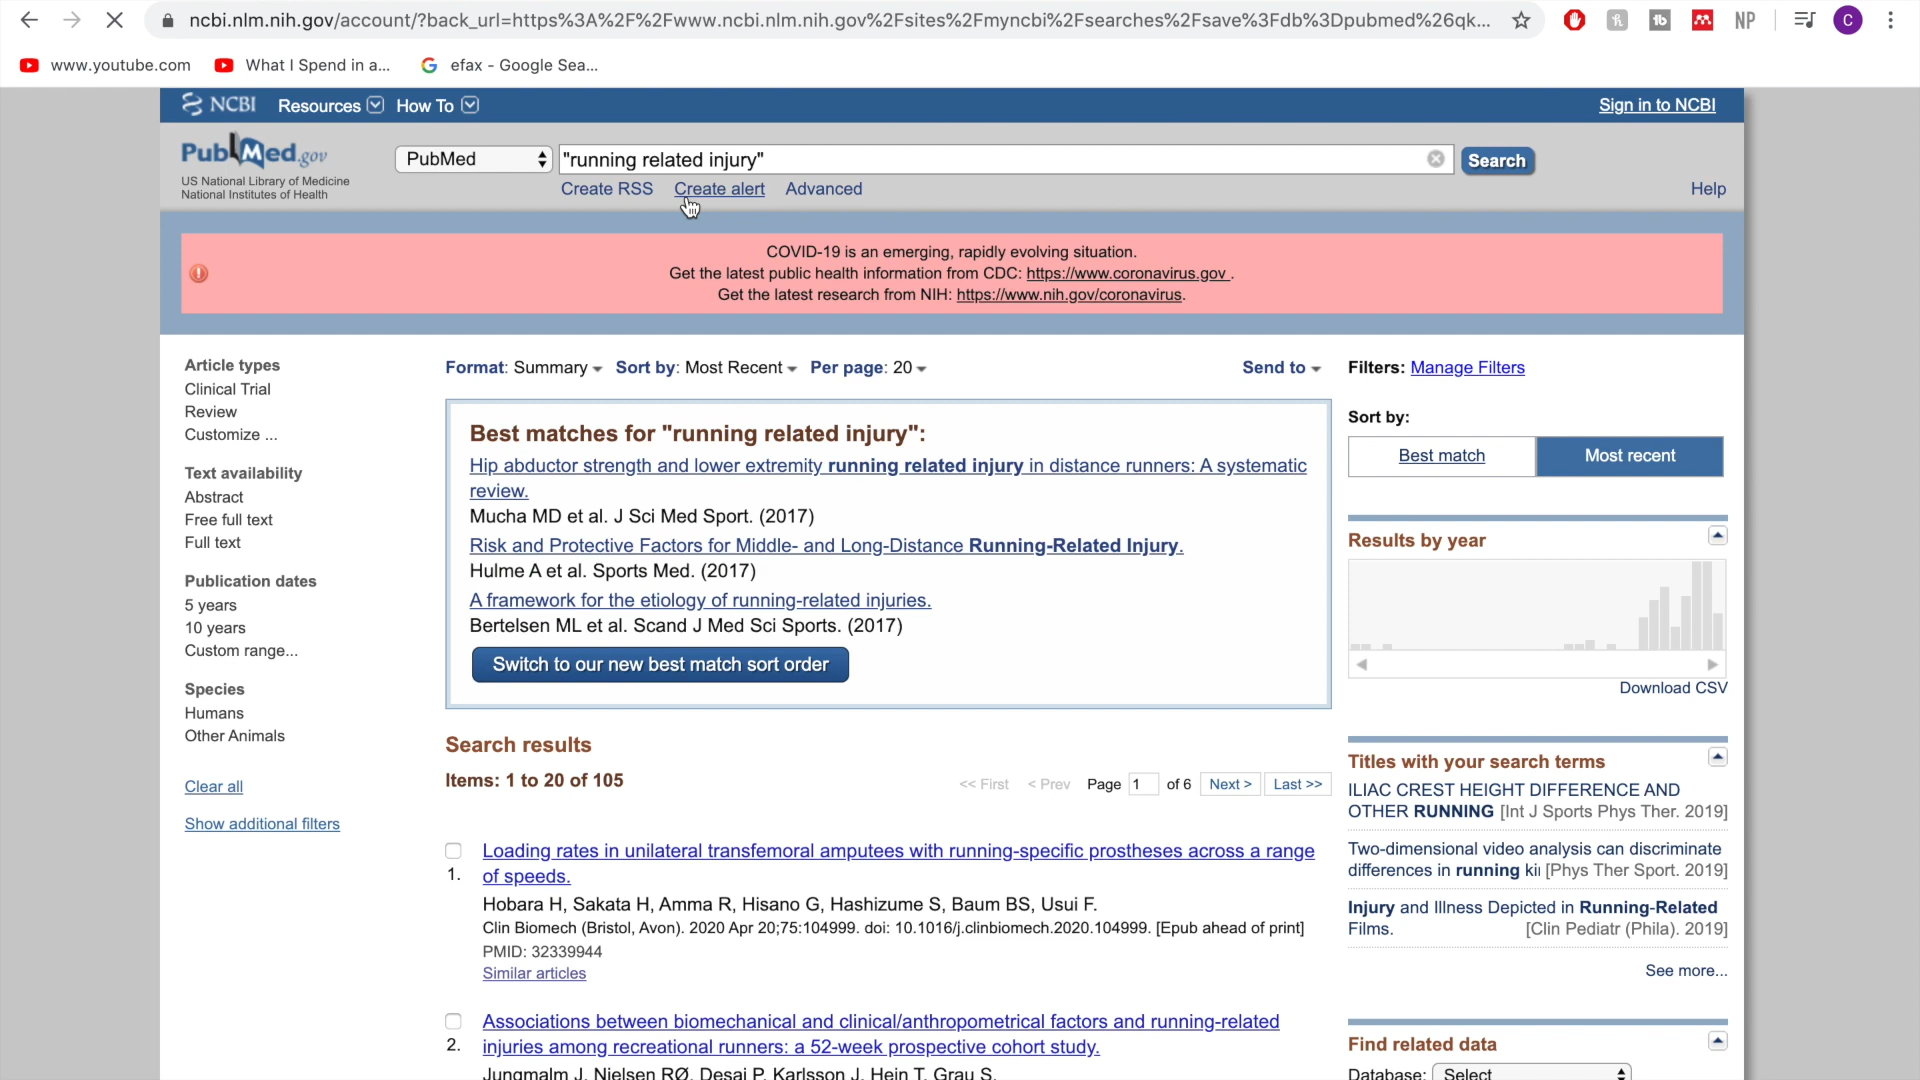 ncbi.nlm.nih.gov/account/?back_url=https%3A%2F%2Fwww.ncbi.nlm.nih.gov%2Fsites%2Fmyncbi%2Fsearches%2Fsave%3Fdb%3Dpubmed%26qk...
NP
C
www.youtube.com What I Spend in a... efax - Google Sea...
NCBI Resources How To Sign in to NCBI
PubMed.gov
US National Library of Medicine
National Institutes of Health
PubMed "running related injury" Search
Create RSS Create alert Advanced Help
COVID-19 is an emerging, rapidly evolving situation.
Get the latest public health information from CDC: https://www.coronavirus.gov .
Get the latest research from NIH: https://www.nih.gov/coronavirus.
Article types
Clinical Trial
Review
Customize ...
Text availability
Abstract
Free full text
Full text
Publication dates
5 years
10 years
Custom range...
Species
Humans
Other Animals
Clear all
Show additional filters
Format: Summary Sort by: Most Recent Per page: 20 Send to
Best matches for "running related injury":
Hip abductor strength and lower extremity running related injury in distance runners: A systematic
review.
Mucha MD et al. J Sci Med Sport. (2017)
Risk and Protective Factors for Middle- and Long-Distance Running-Related Injury.
Hulme A et al. Sports Med. (2017)
A framework for the etiology of running-related injuries.
Bertelsen ML et al. Scand J Med Sci Sports. (2017)
Switch to our new best match sort order
Search results
Items: 1 to 20 of 105
<< First < Prev Page 1 of 6 Next > Last >>
Loading rates in unilateral transfemoral amputees with running-specific prostheses across a range
1. of speeds.
Hobara H, Sakata H, Amma R, Hisano G, Hashizume S, Baum BS, Usui F.
Clin Biomech (Bristol, Avon). 2020 Apr 20;75:104999. doi: 10.1016/j.clinbiomech.2020.104999. [Epub ahead of print]
PMID: 32339944
Similar articles
Associations between biomechanical and clinical/anthropometrical factors and running-related
2. injuries among recreational runners: a 52-week prospective cohort study.
Jungmalm J, Nielsen RØ, Desai P, Karlsson J, Hein T, Grau S.
Filters: Manage Filters
Sort by:
Best match Most recent
Results by year
Download CSV
Titles with your search terms
ILIAC CREST HEIGHT DIFFERENCE AND
OTHER RUNNING [Int J Sports Phys Ther. 2019]
Two-dimensional video analysis can discriminate
differences in running kii [Phys Ther Sport. 2019]
Injury and Illness Depicted in Running-Related
Films. [Clin Pediatr (Phila). 2019]
See more...
Find related data
Database: Select